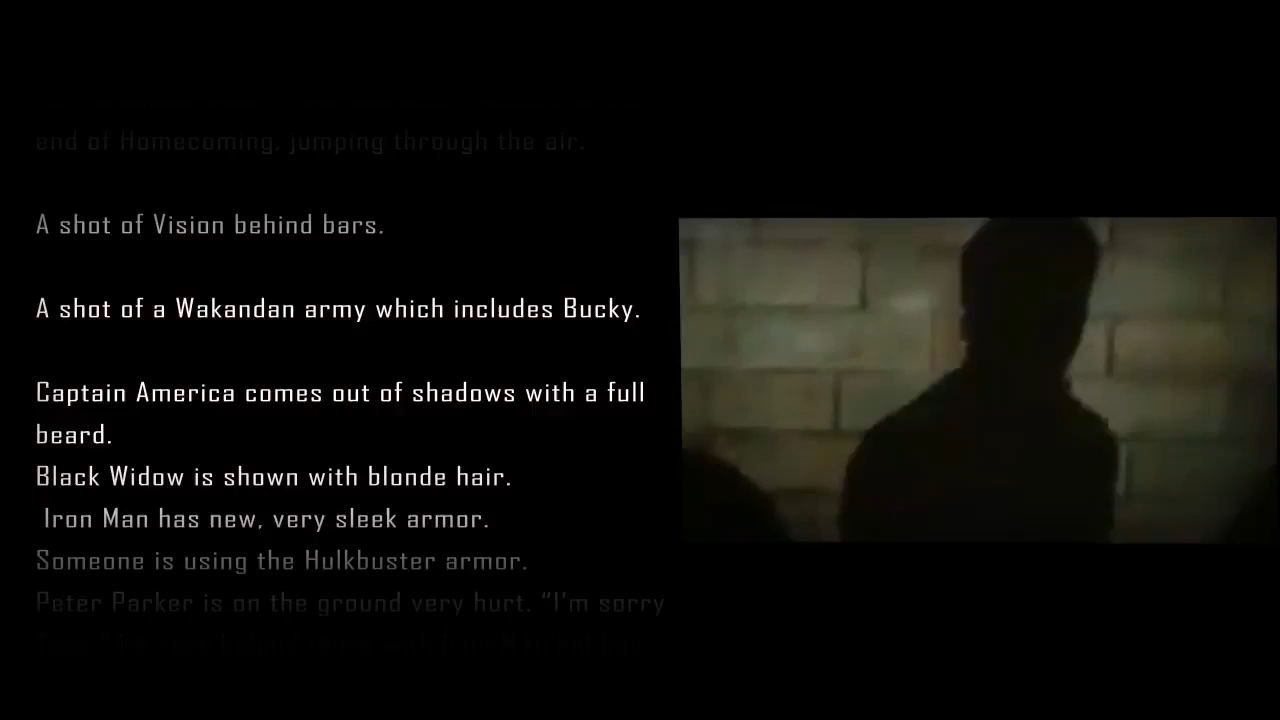 end of Homecoming, jumping through the air.
A shot of Vision behind bars.
A shot of a Wakandan army which includes Bucky.
Captain America comes out of shadows with a full
beard.
Black Widow is shown with blonde hair.
Iron Man has new, very sleek armor.
Someone is using the Hulkbuster armor.
Peter Parker is on the ground very hurt. “I’m sorry